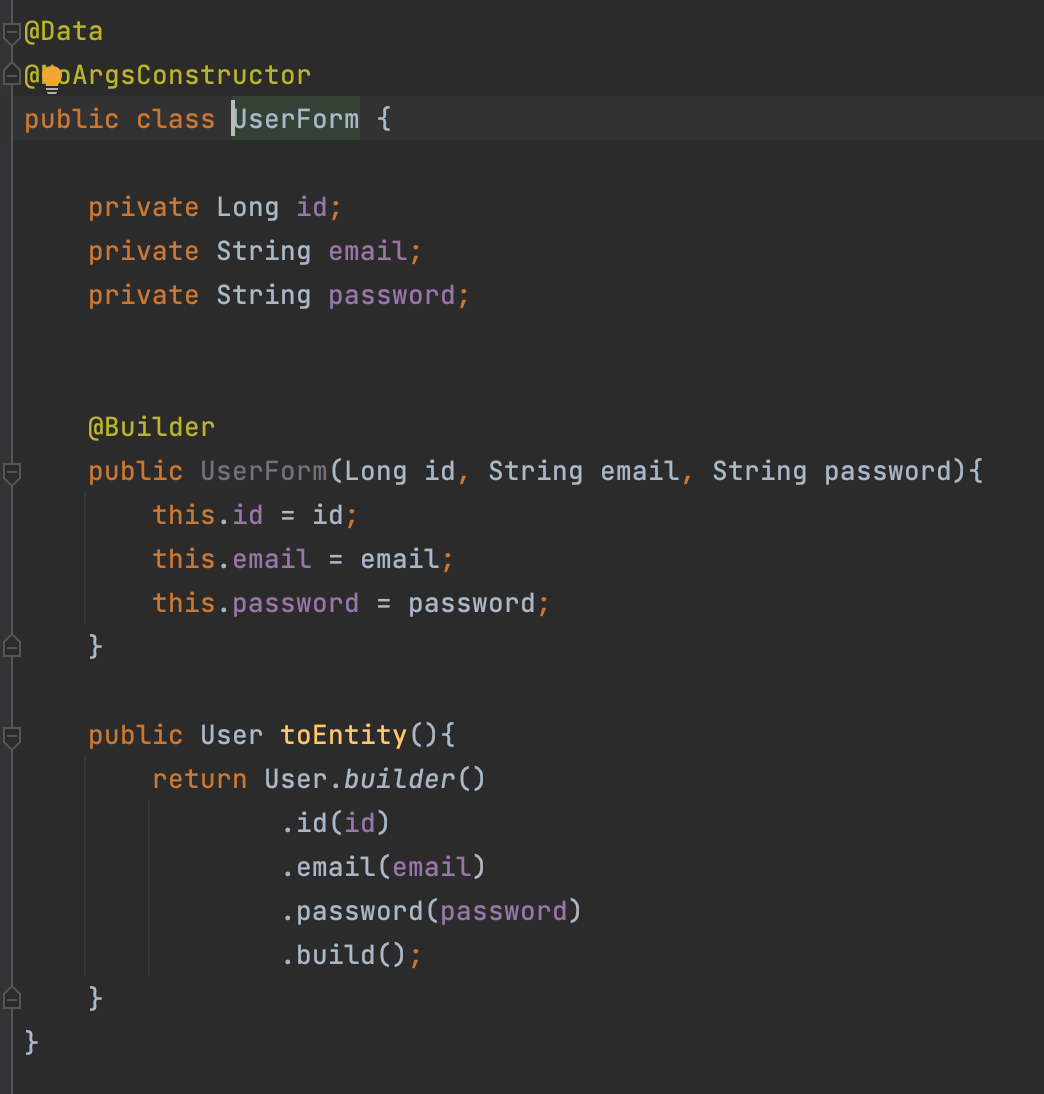 @Data
@NoArgsConstructor
public class UserForm {
private Long id;
private String email;
private String password;
@Builder
public UserForm(Long id, String email, String password){
this.id = id;
this.email = email;
this.password = password;
}
public User toEntity(){
return User.builder()
.id(id)
.email(email)
.password(password)
.build();
}
}